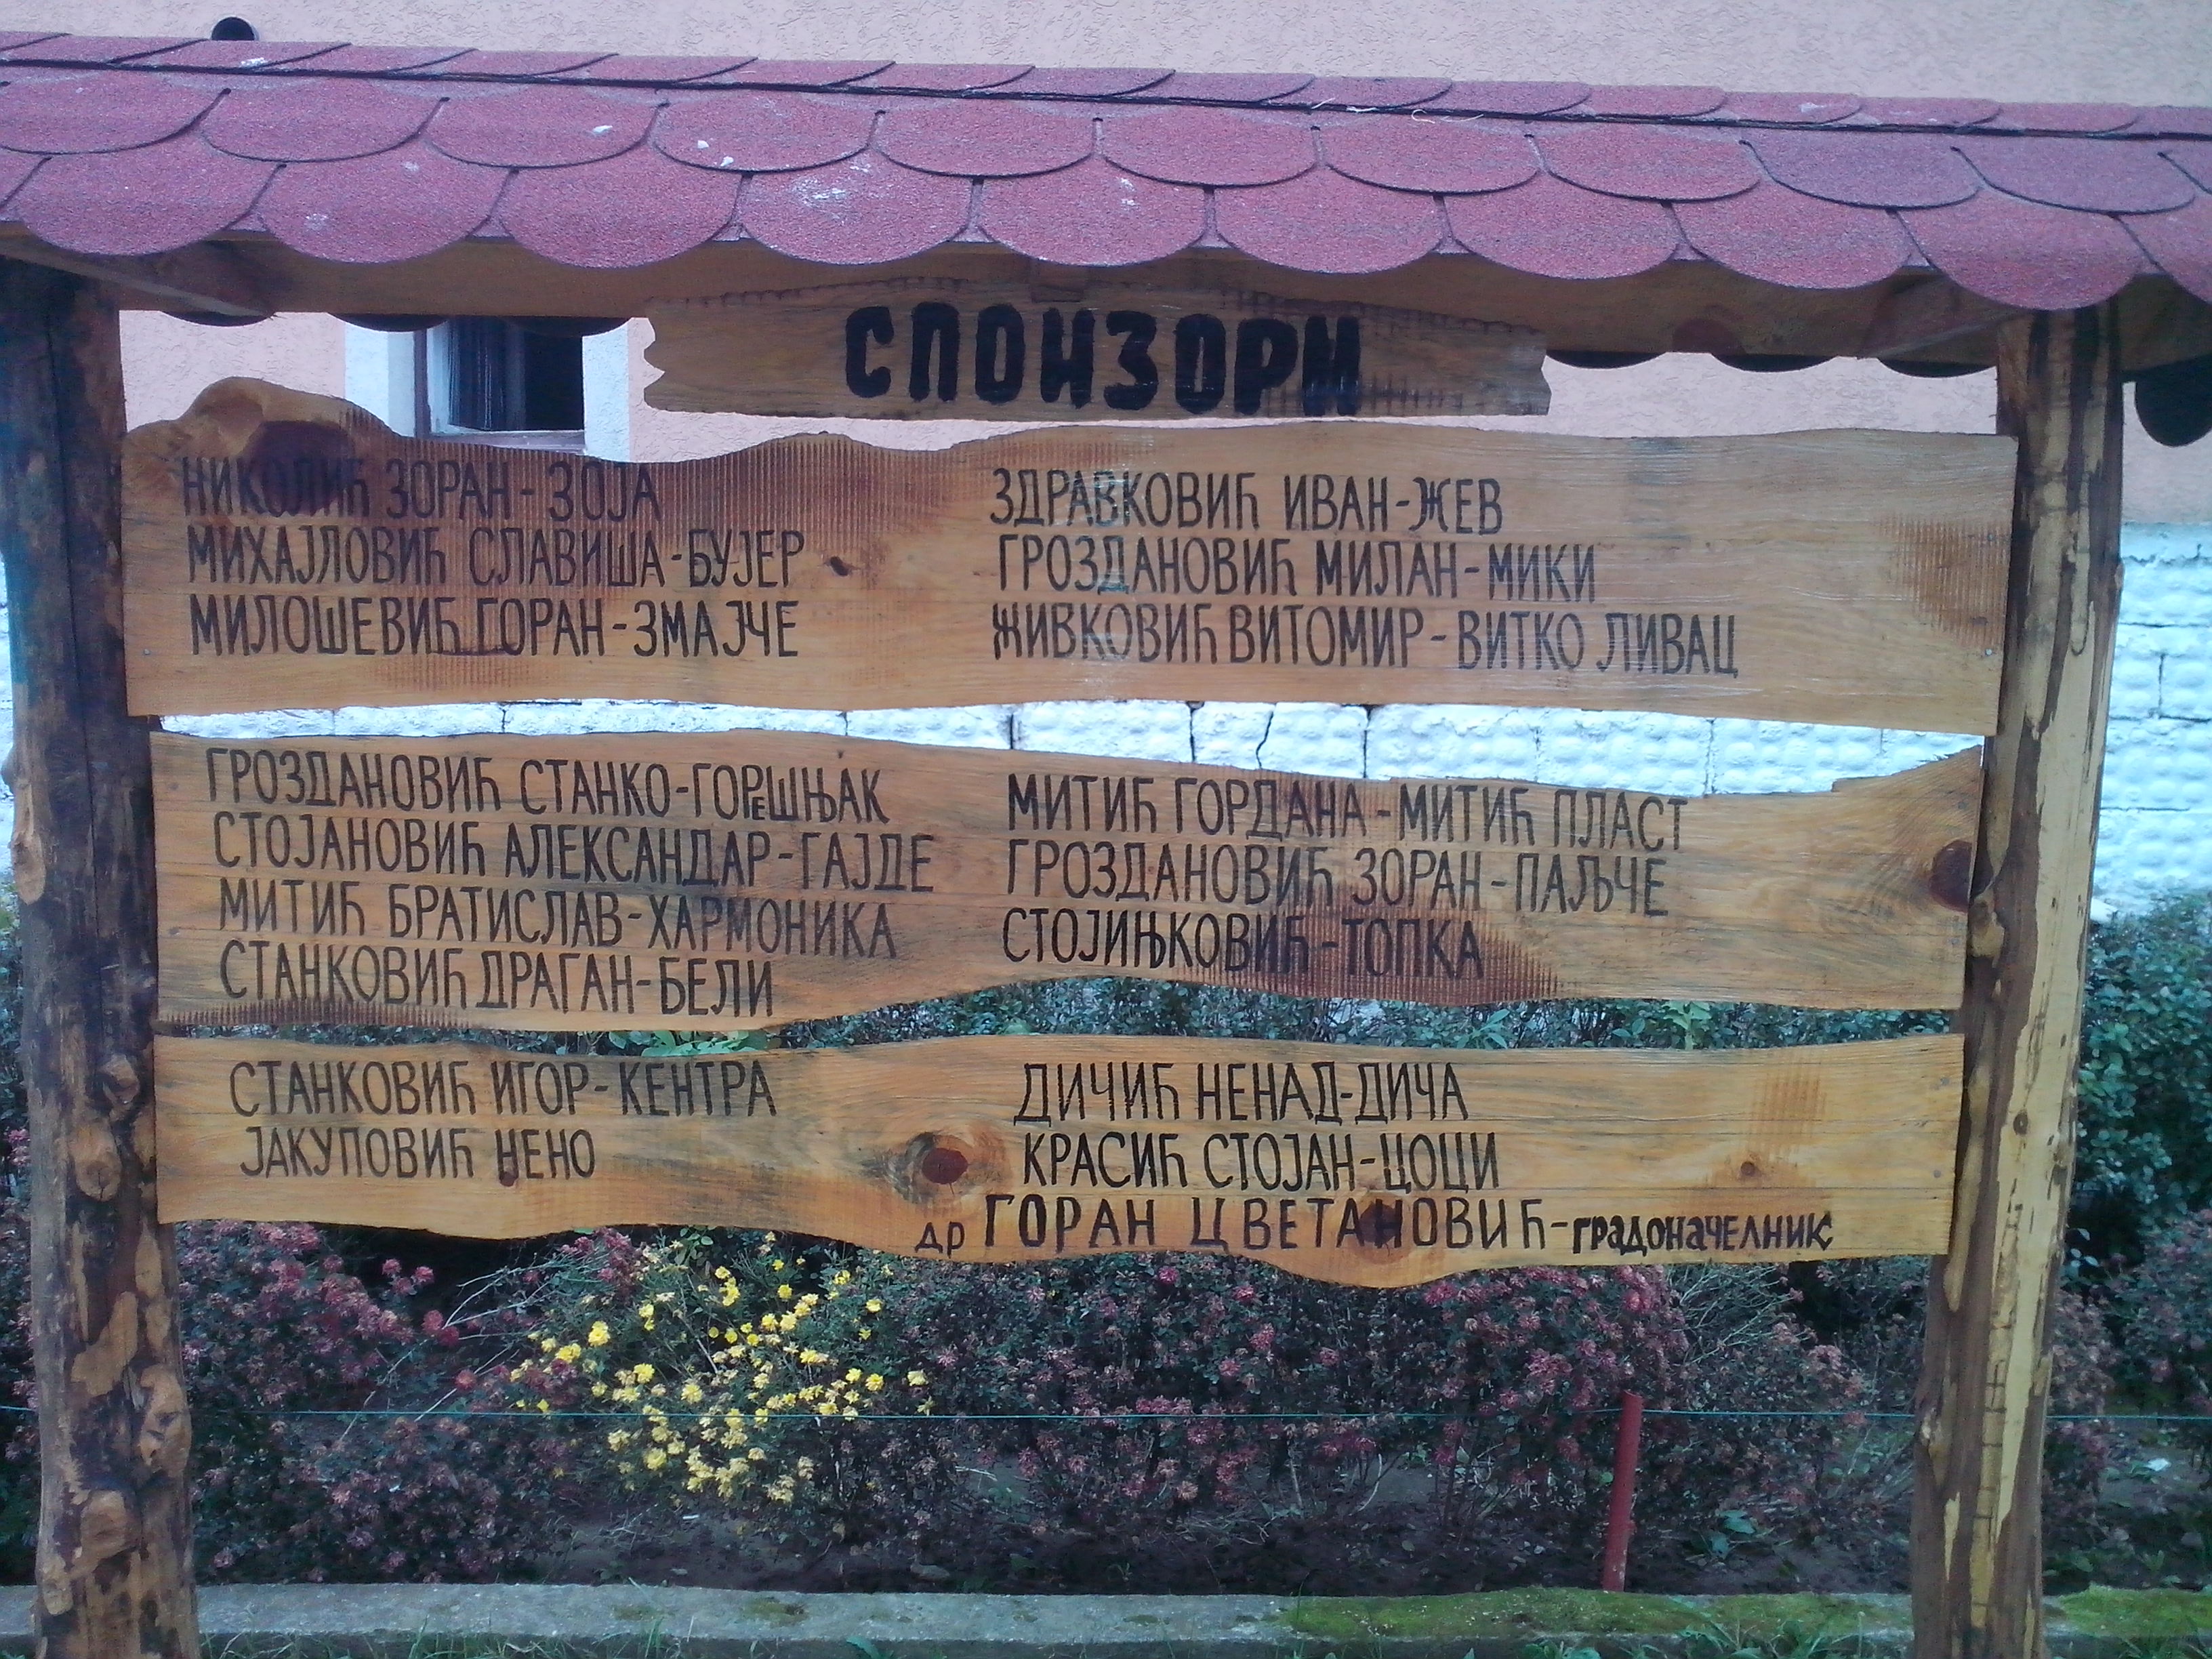 СПОНЗОРИ
НИКОЛИЋ ЗОРАН - ЗОЈА
МИХАЈЛОВИЋ СЛАВИША-БУЈЕР
МИЛОШЕВИЋ ГОРАН-ЗМАЈЧЕ
ЗДРАВКОВИЋ ИВАН-ЖЕВ
ГРОЗДАНОВИЋ МИЛАН-МИКИ
ЖИВКОВИЋ ВИТОМИР-ВИТКО ЛИВАЦ
ГРОЗДАНОВИЋ СТАНКО-ГОРЕШЊАК
СТОЈАНОВИЋ АЛЕКСАНДАР-ГАЈДЕ
МИТИЋ БРАТИСЛАВ-ХАРМОНИКА
СТАНКОВИЋ ДРАГАН-БЕЛИ
МИТИЋ ГОРДАНА-МИТИЋ ПЛАСТ
ГРОЗДАНОВИЋ ЗОРАН-ПАЉЧЕ
СТОЈИЊКОВИЋ-ТОПКА
СТАНКОВИЋ ИГОР-КЕНТРА
ЈАКУПОВИЋ НЕНО
ДИЧИЋ НЕНАД-ДИЧА
КРАСИЋ СТОЈАН-ЦОЦИ
ДР ГОРАН ЦВЕТАНОВИЋ-градоначелник